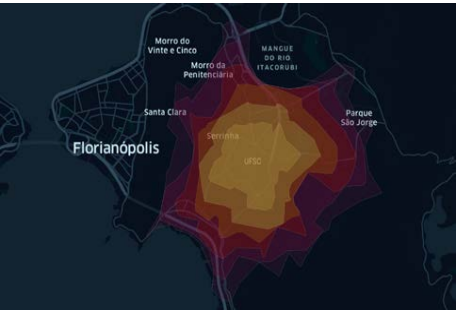 Morro do
Vinte e Cinco
MANGUE
DO RIO
ITACORUBI
Morro da
Penitenciária
Santa Clara
Parque
São Jorge
Serrinha
Florianópolis
UFSC